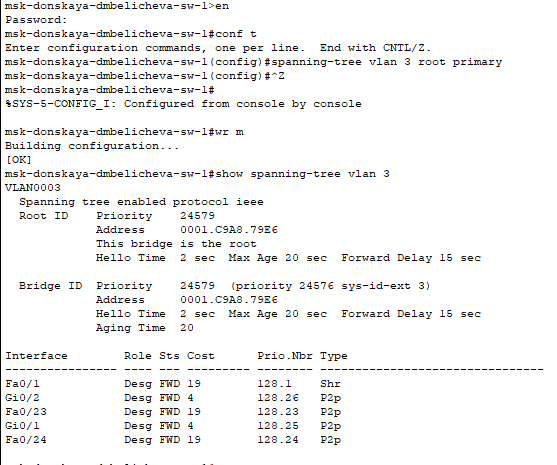 msk-donskaya-dmbelicheva-sw-1>en
Password:
msk-donskaya-dmbelicheva-sw-1#conf t
Enter configuration commands, one per line.  End with CNTL/Z.
msk-donskaya-dmbelicheva-sw-1(config)#spanning-tree vlan 3 root primary
msk-donskaya-dmbelicheva-sw-1(config)#^Z
msk-donskaya-dmbelicheva-sw-1#
%SYS-5-CONFIG_I: Configured from console by console
msk-donskaya-dmbelicheva-sw-1#wr m
Building configuration...
[OK]
msk-donskaya-dmbelicheva-sw-1#show spanning-tree vlan 3
VLAN0003
  Spanning tree enabled protocol ieee
  Root ID    Priority    24579
             Address     0001.C9A8.79E6
             This bridge is the root
             Hello Time  2 sec  Max Age 20 sec  Forward Delay 15 sec
  Bridge ID  Priority    24579  (priority 24576 sys-id-ext 3)
             Address     0001.C9A8.79E6
             Hello Time  2 sec  Max Age 20 sec  Forward Delay 15 sec
             Aging Time  20
Interface        Role Sts Cost      Prio.Nbr Type
---------------- ---- --- --------- -------- --------------------------------
Fa0/1            Desg FWD 19        128.1    Shr
Gi0/2            Desg FWD 4         128.26   P2p
Fa0/23           Desg FWD 19        128.23   P2p
Gi0/1            Desg FWD 4         128.25   P2p
Fa0/24           Desg FWD 19        128.24   P2p